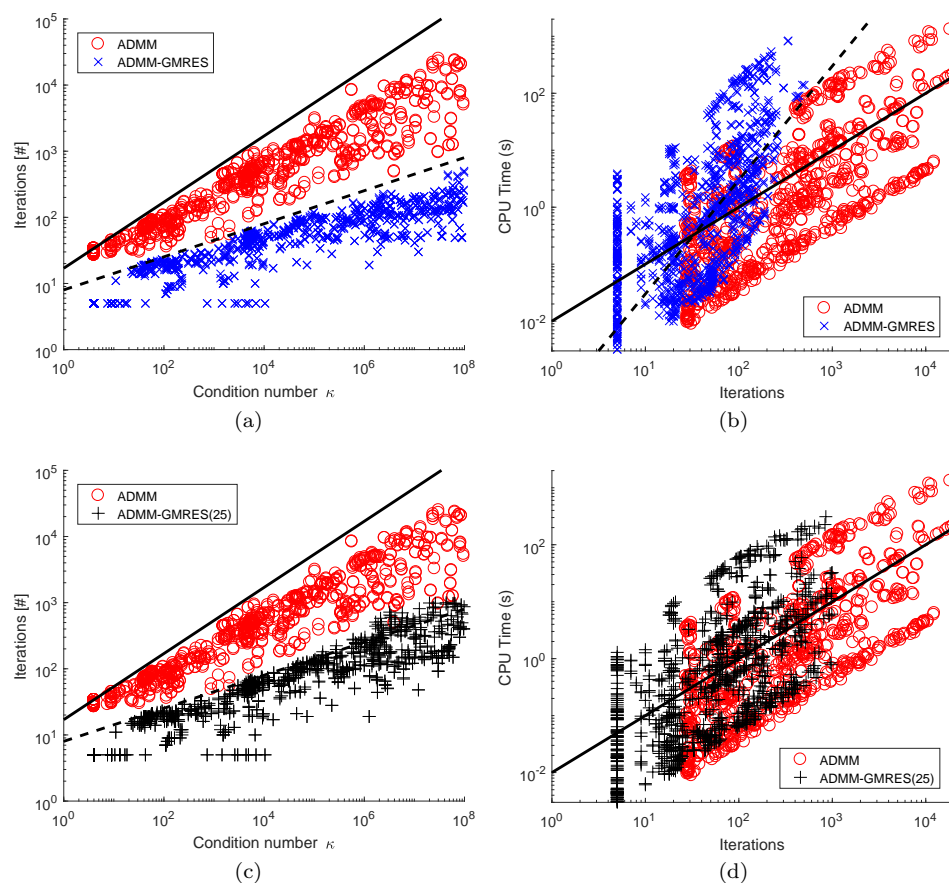 10^5
10^4
10^3
10^2
10^1
10^0
Iterations [#]
ADMM
ADMM-GMRES
10^0
10^2
10^4
10^6
10^8
Condition number κ
(a)
10^2
10^0
10^-2
CPU Time (s)
ADMM
ADMM-GMRES
10^0
10^1
10^2
10^3
10^4
Iterations
(b)
10^5
10^4
10^3
10^2
10^1
10^0
Iterations [#]
ADMM
ADMM-GMRES(25)
10^0
10^2
10^4
10^6
10^8
Condition number κ
(c)
10^2
10^0
10^-2
CPU Time (s)
ADMM
ADMM-GMRES(25)
10^0
10^1
10^2
10^3
10^4
Iterations
(d)